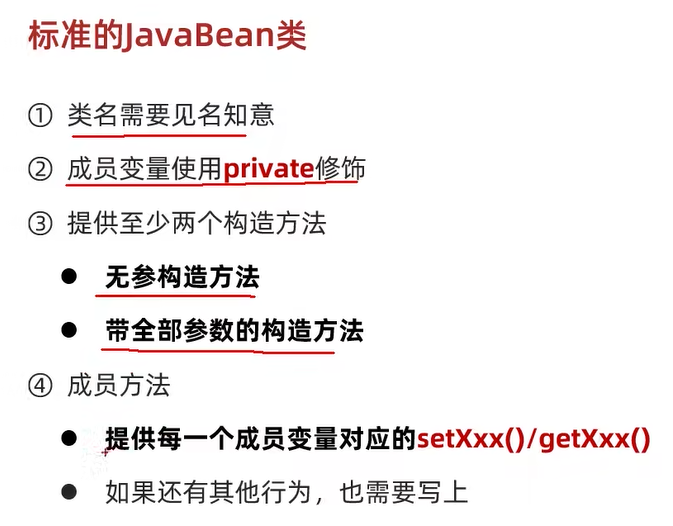 标准的JavaBean类
① 类名需要见名知意
② 成员变量使用private修饰
③ 提供至少两个构造方法
● 无参构造方法
● 带全部参数的构造方法
④ 成员方法
● 提供每一个成员变量对应的setXxx()/getXxx()
● 如果还有其他行为，也需要写上